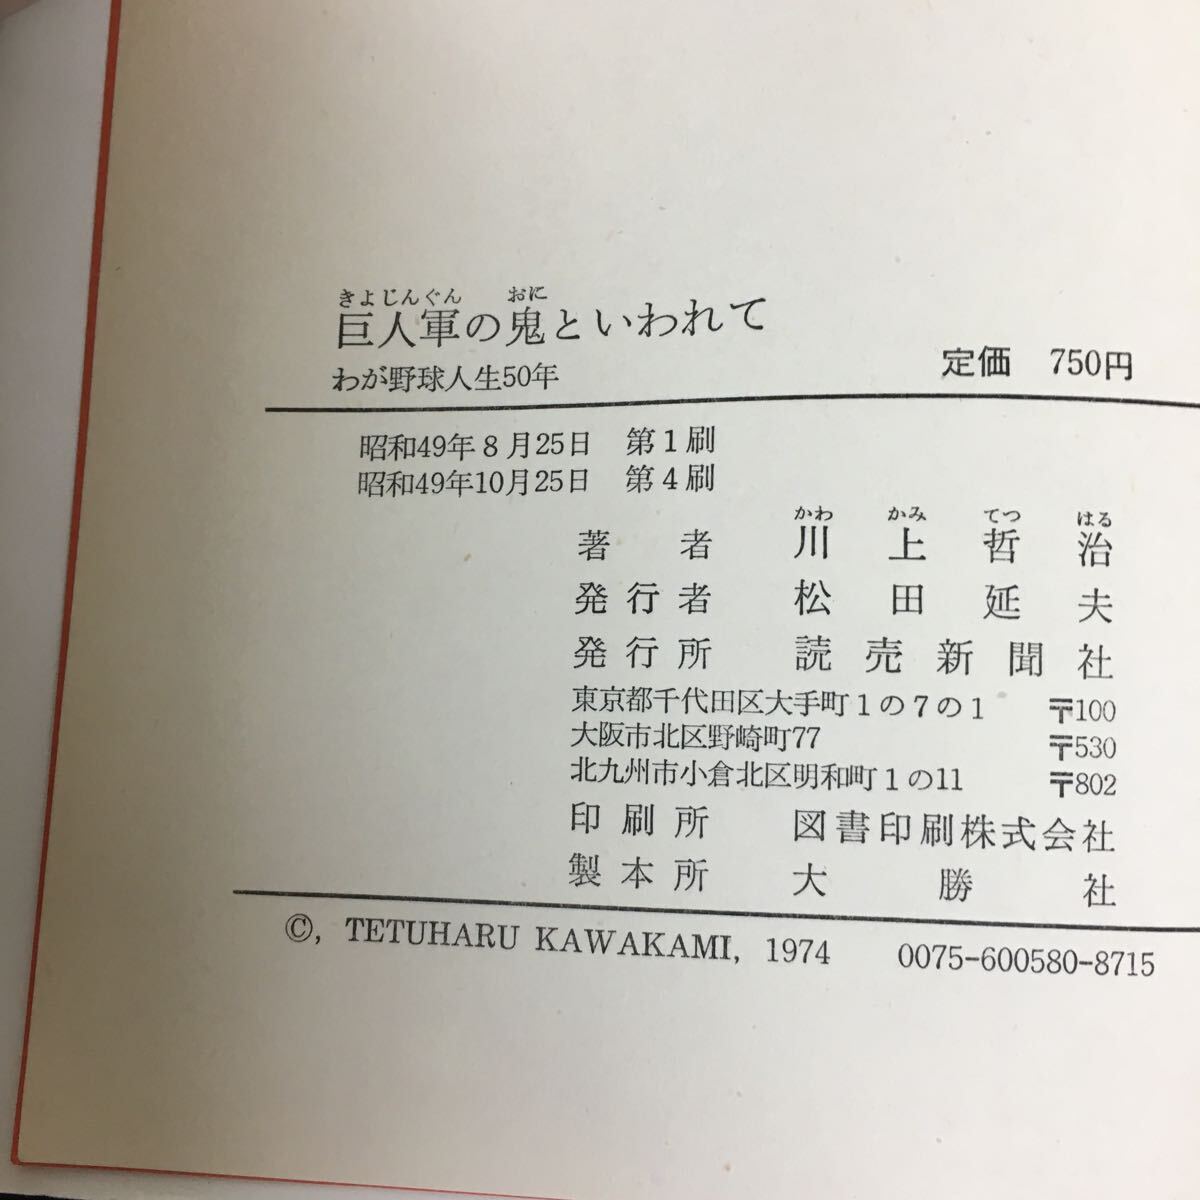 きよじんぐん おに
巨人軍の鬼といわれて
わが野球人生50年
定価 750円
昭和49年8月25日 第1刷
昭和49年10月25日 第4刷
かわ かみ てつ はる
著者 川上哲治
発行者 松田延夫
発行所 読売新聞社
東京都千代田区大手町1の7の1 〒100
大阪市北区野崎町77 〒530
北九州市小倉北区明和町1の11 〒802
印刷所 図書印刷株式会社
製本所 大勝社
©, TETUHARU KAWAKAMI, 1974 0075-600580-8715